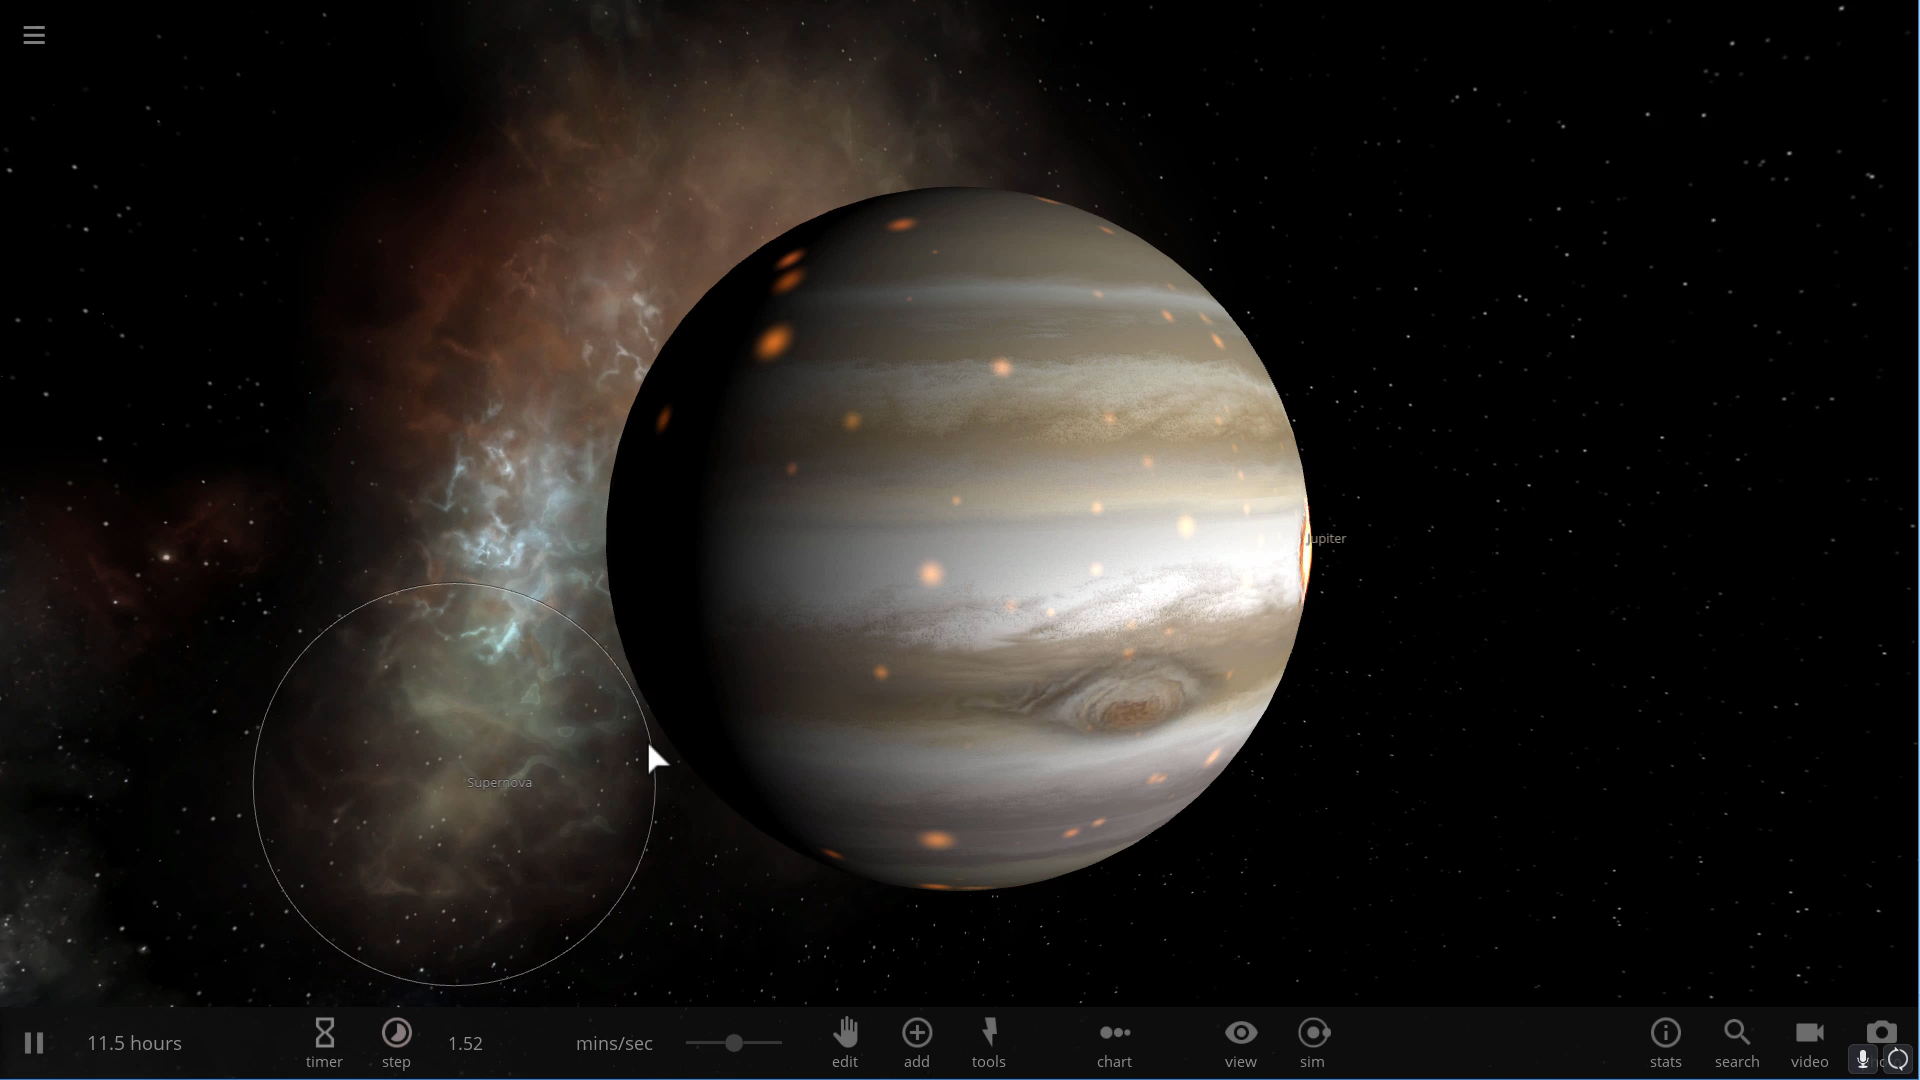 Jupiter
Supernova
11.5 hours
timer
step
1.52
mins/sec
edit
add
tools
chart
view
sim
stats
search
video